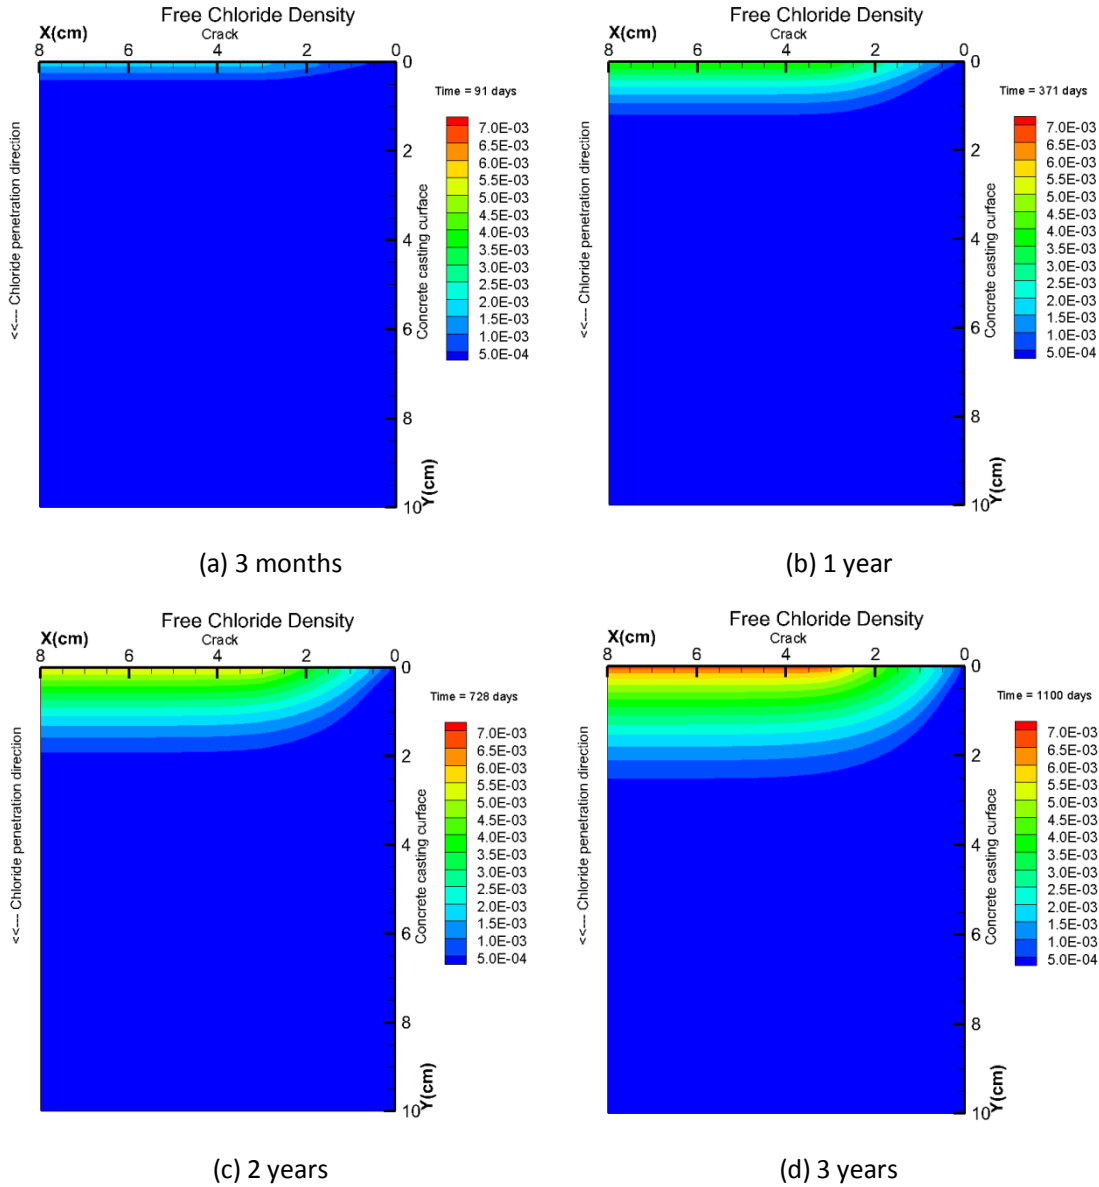 Free Chloride Density
X(cm)
Crack
8 6 4 2 0
Time = 91 days
7.0E-03
6.5E-03
6.0E-03
5.5E-03
5.0E-03
4.5E-03
4.0E-03
3.5E-03
3.0E-03
2.5E-03
2.0E-03
1.5E-03
1.0E-03
5.0E-04
2
4
6
8
10
Y(cm)
Concrete casting curface
<<--- Chloride penetration direction
(a) 3 months
Free Chloride Density
X(cm)
Crack
8 6 4 2 0
Time = 371 days
7.0E-03
6.5E-03
6.0E-03
5.5E-03
5.0E-03
4.5E-03
4.0E-03
3.5E-03
3.0E-03
2.5E-03
2.0E-03
1.5E-03
1.0E-03
5.0E-04
2
4
6
8
10
Y(cm)
Concrete casting curface
<<--- Chloride penetration direction
(b) 1 year
Free Chloride Density
X(cm)
Crack
8 6 4 2 0
Time = 728 days
7.0E-03
6.5E-03
6.0E-03
5.5E-03
5.0E-03
4.5E-03
4.0E-03
3.5E-03
3.0E-03
2.5E-03
2.0E-03
1.5E-03
1.0E-03
5.0E-04
2
4
6
8
10
Y(cm)
Concrete casting curface
<<--- Chloride penetration direction
(c) 2 years
Free Chloride Density
X(cm)
Crack
8 6 4 2 0
Time = 1100 days
7.0E-03
6.5E-03
6.0E-03
5.5E-03
5.0E-03
4.5E-03
4.0E-03
3.5E-03
3.0E-03
2.5E-03
2.0E-03
1.5E-03
1.0E-03
5.0E-04
2
4
6
8
10
Y(cm)
Concrete casting curface
<<--- Chloride penetration direction
(d) 3 years